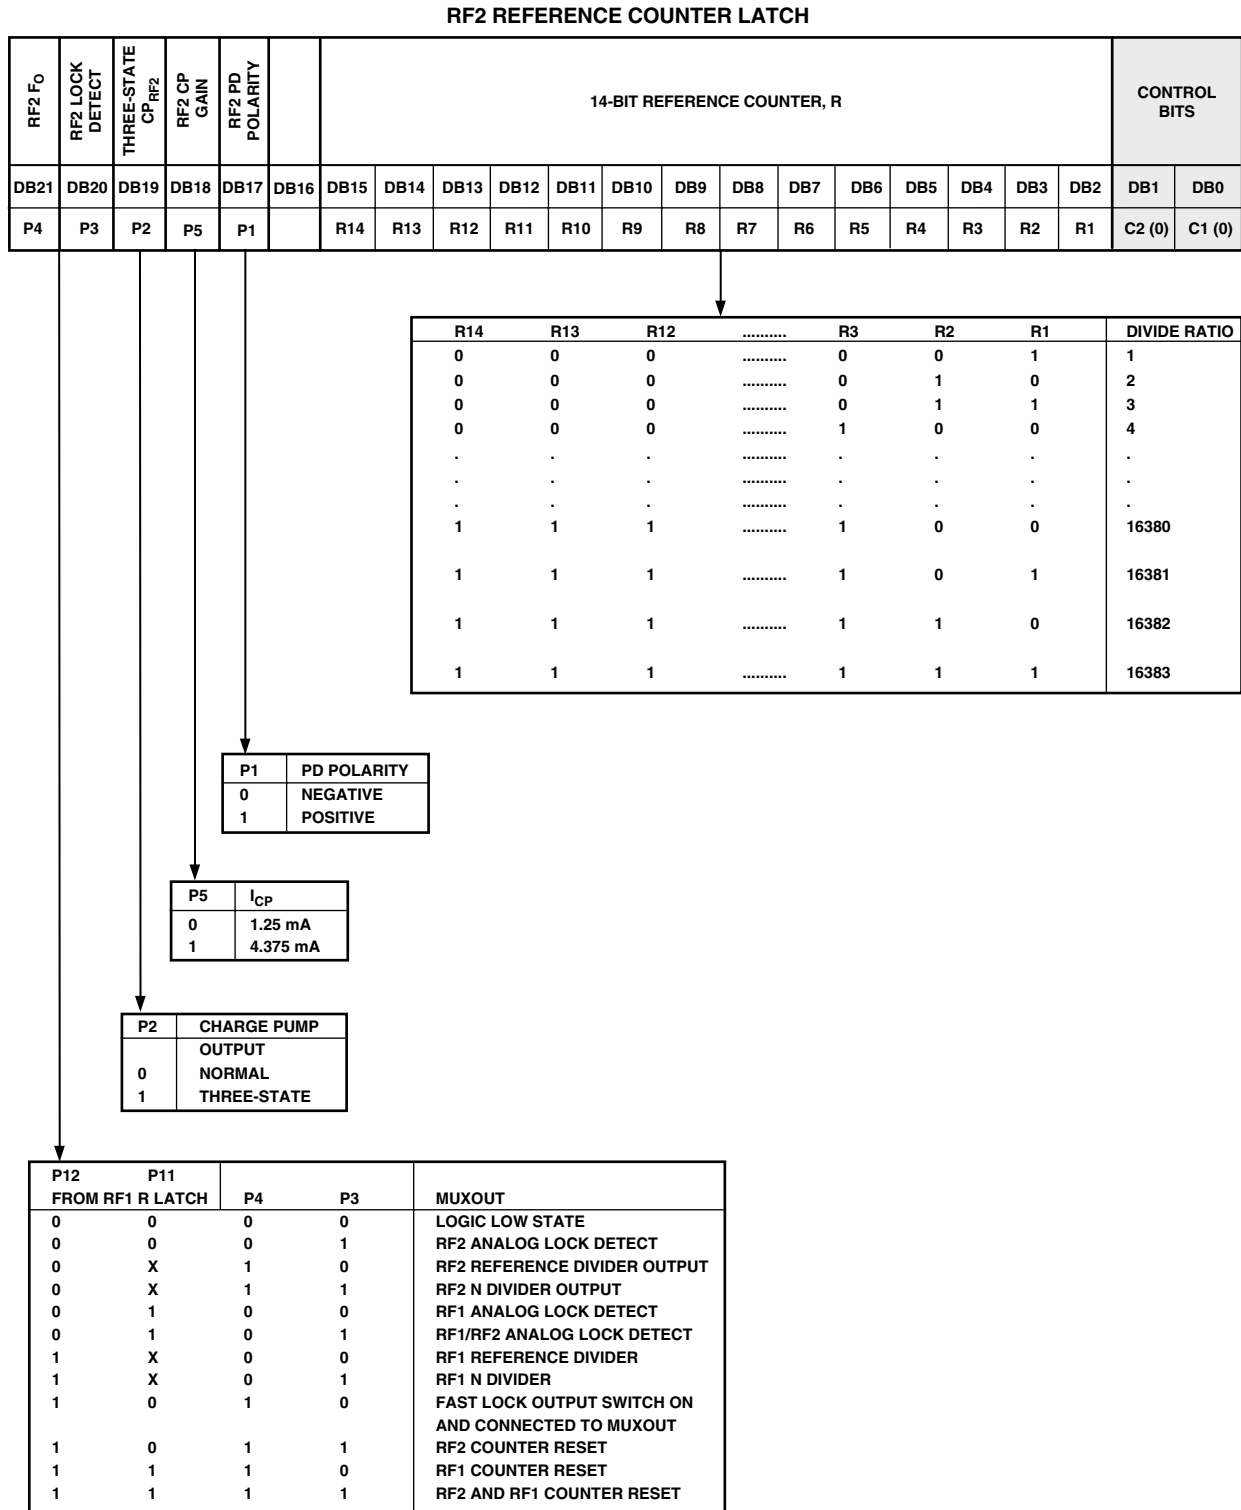 RF2 REFERENCE COUNTER LATCH
RF2 FO
RF2 LOCK
DETECT
THREE-STATE
CPRF2
RF2 CP
GAIN
RF2 PD
POLARITY
14-BIT REFERENCE COUNTER, R
CONTROL
BITS
DB21 DB20 DB19 DB18 DB17 DB16 DB15 DB14 DB13 DB12 DB11 DB10 DB9 DB8 DB7 DB6 DB5 DB4 DB3 DB2 DB1 DB0
P4 P3 P2 P5 P1 R14 R13 R12 R11 R10 R9 R8 R7 R6 R5 R4 R3 R2 R1 C2 (0) C1 (0)
R14 R13 R12 .......... R3 R2 R1 DIVIDE RATIO
0 0 0 .......... 0 0 1 1
0 0 0 .......... 0 1 0 2
0 0 0 .......... 0 1 1 3
0 0 0 .......... 1 0 0 4
. . . .......... . . . .
. . . .......... . . . .
. . . .......... . . . .
1 1 1 .......... 1 0 0 16380
1 1 1 .......... 1 0 1 16381
1 1 1 .......... 1 1 0 16382
1 1 1 .......... 1 1 1 16383
P1 PD POLARITY
0 NEGATIVE
1 POSITIVE
P5 ICP
0 1.25 mA
1 4.375 mA
P2 CHARGE PUMP
OUTPUT
0 NORMAL
1 THREE-STATE
P12 P11
FROM RF1 R LATCH P4 P3 MUXOUT
0 0 0 0 LOGIC LOW STATE
0 0 0 1 RF2 ANALOG LOCK DETECT
0 X 1 0 RF2 REFERENCE DIVIDER OUTPUT
0 X 1 1 RF2 N DIVIDER OUTPUT
0 1 0 0 RF1 ANALOG LOCK DETECT
0 1 0 1 RF1/RF2 ANALOG LOCK DETECT
1 X 0 0 RF1 REFERENCE DIVIDER
1 X 0 1 RF1 N DIVIDER
1 0 1 0 FAST LOCK OUTPUT SWITCH ON
AND CONNECTED TO MUXOUT
1 0 1 1 RF2 COUNTER RESET
1 1 1 0 RF1 COUNTER RESET
1 1 1 1 RF2 AND RF1 COUNTER RESET